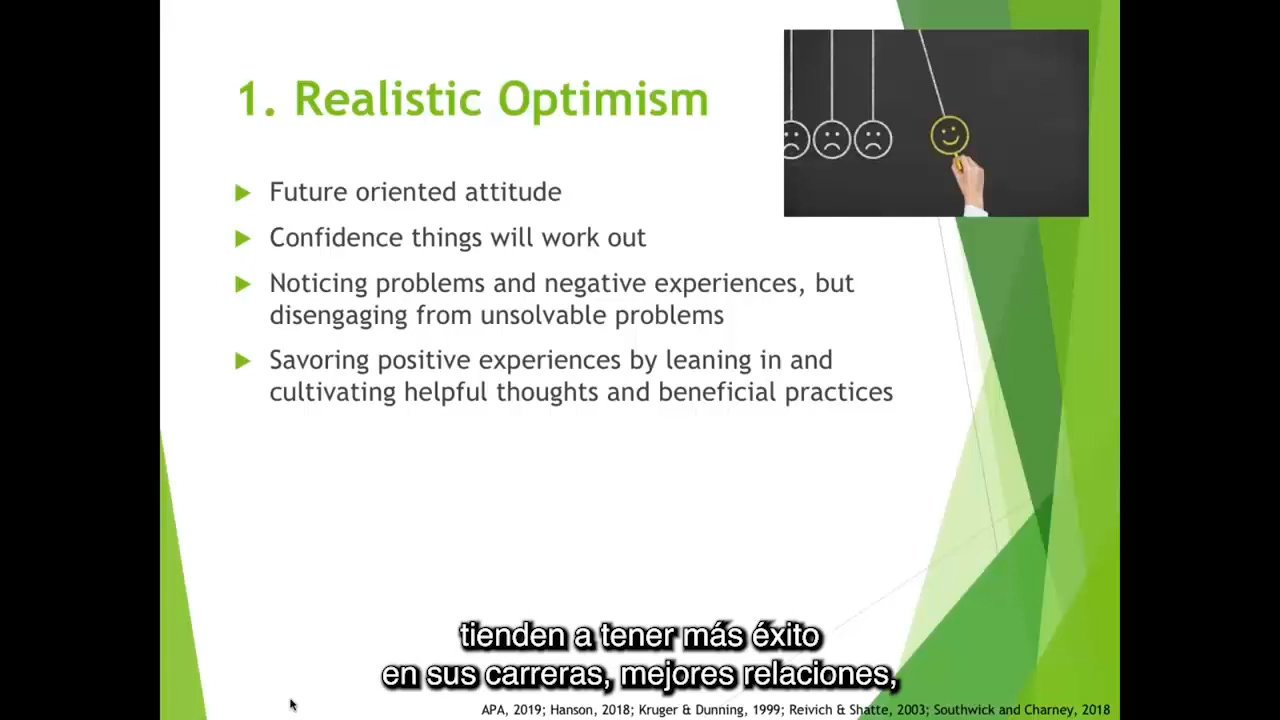 1. Realistic Optimism
Future oriented attitude
Confidence things will work out
Noticing problems and negative experiences, but
disengaging from unsolvable problems
Savoring positive experiences by leaning in and
cultivating helpful thoughts and beneficial practices
tienden a tener más éxito
en sus carreras, mejores relaciones,
APA, 2019; Hanson, 2018; Kruger & Dunning, 1999; Reivich & Shatte, 2003; Southwick and Charney, 2018